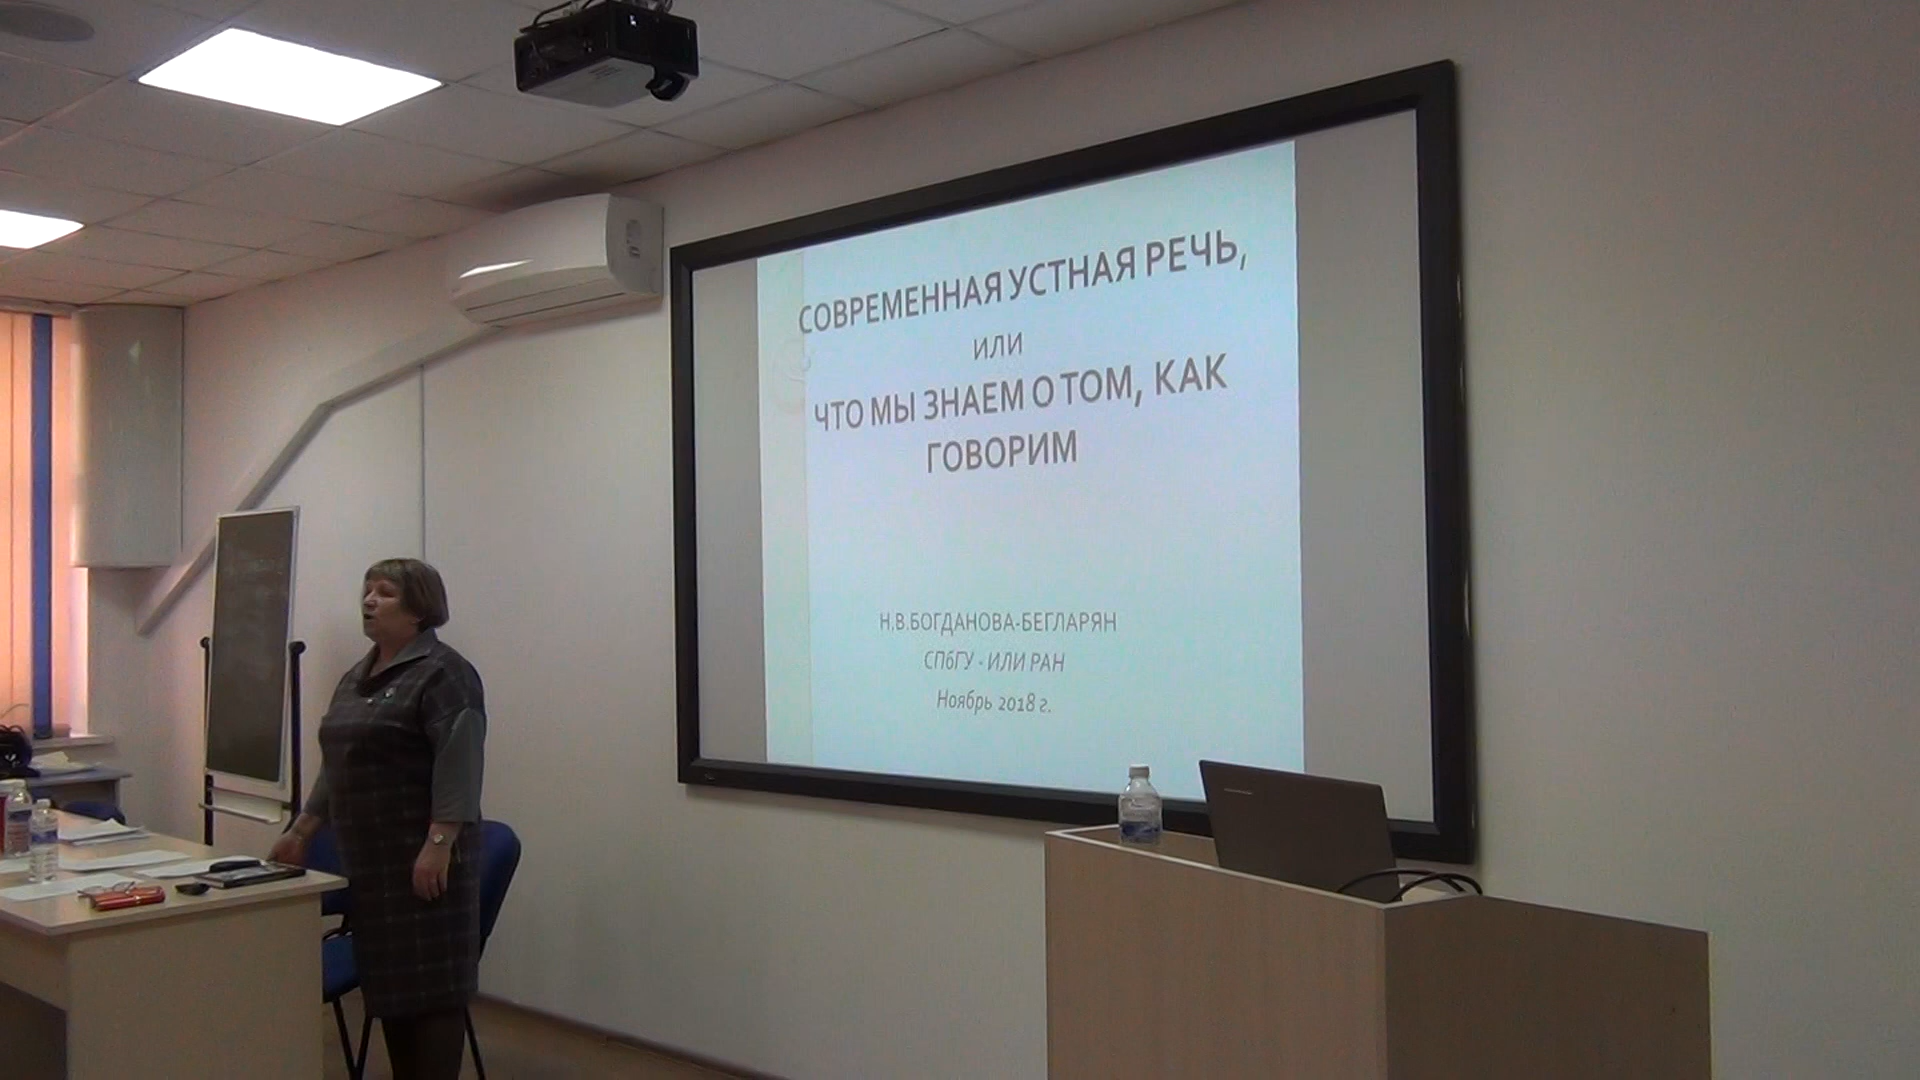 СОВРЕМЕННАЯ УСТНАЯ РЕЧЬ,
ИЛИ
ЧТО МЫ ЗНАЕМ О ТОМ, КАК
ГОВОРИМ
Н.В.БОГДАНОВА-БЕГЛАРЯН
СПбГУ - ИЛИ РАН
Ноябрь 2018 г.